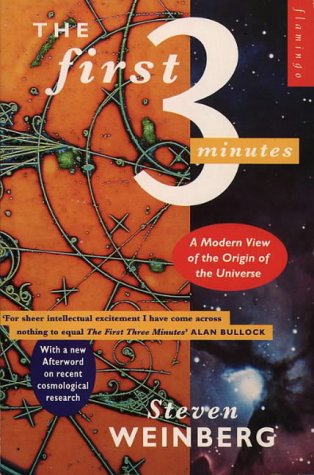 flamingo
THE
first
3
minutes
A Modern View
of the Origin of
the Universe
'For sheer intellectual excitement I have come across
nothing to equal The First Three Minutes' ALAN BULLOCK
With a new
Afterword
on recent
cosmological
research
Steven
WEINBERG